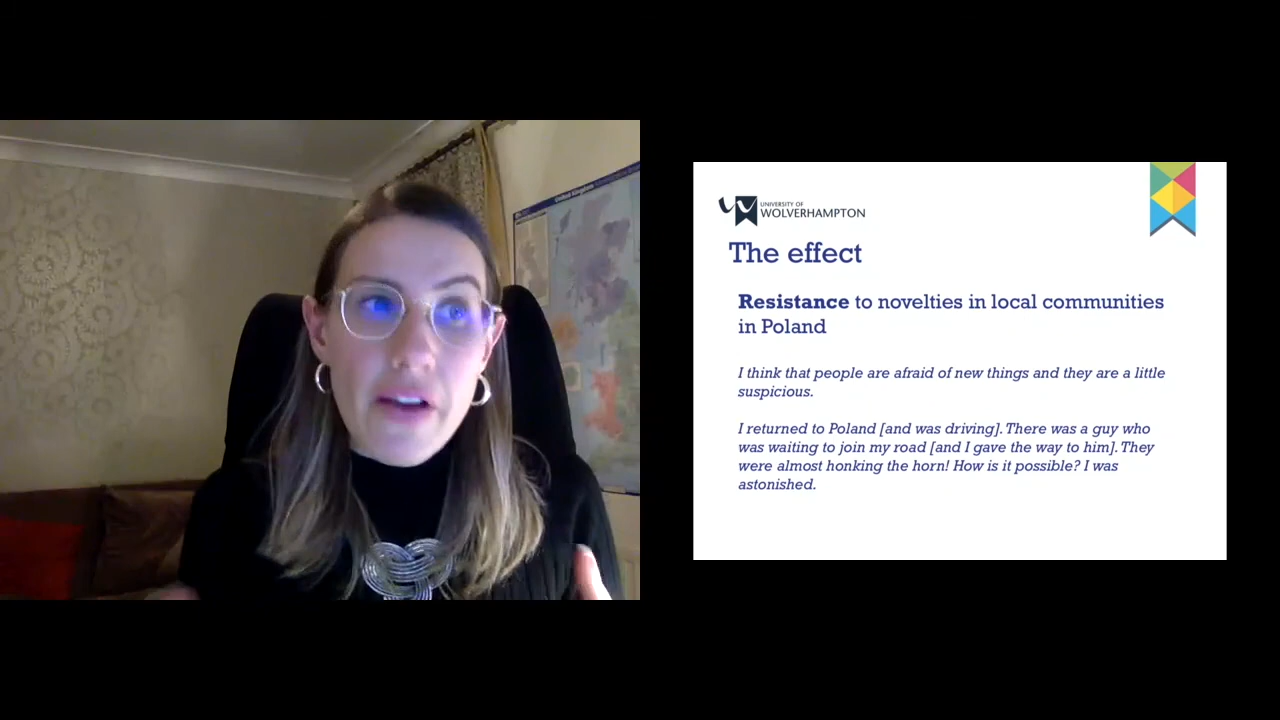 United Kingdom
UNIVERSITY OF
WOLVERHAMPTON
The effect
Resistance to novelties in local communities
in Poland
I think that people are afraid of new things and they are a little
suspicious.
I returned to Poland [and was driving]. There was a guy who
was waiting to join my road [and I gave the way to him]. They
were almost honking the horn! How is it possible? I was
astonished.